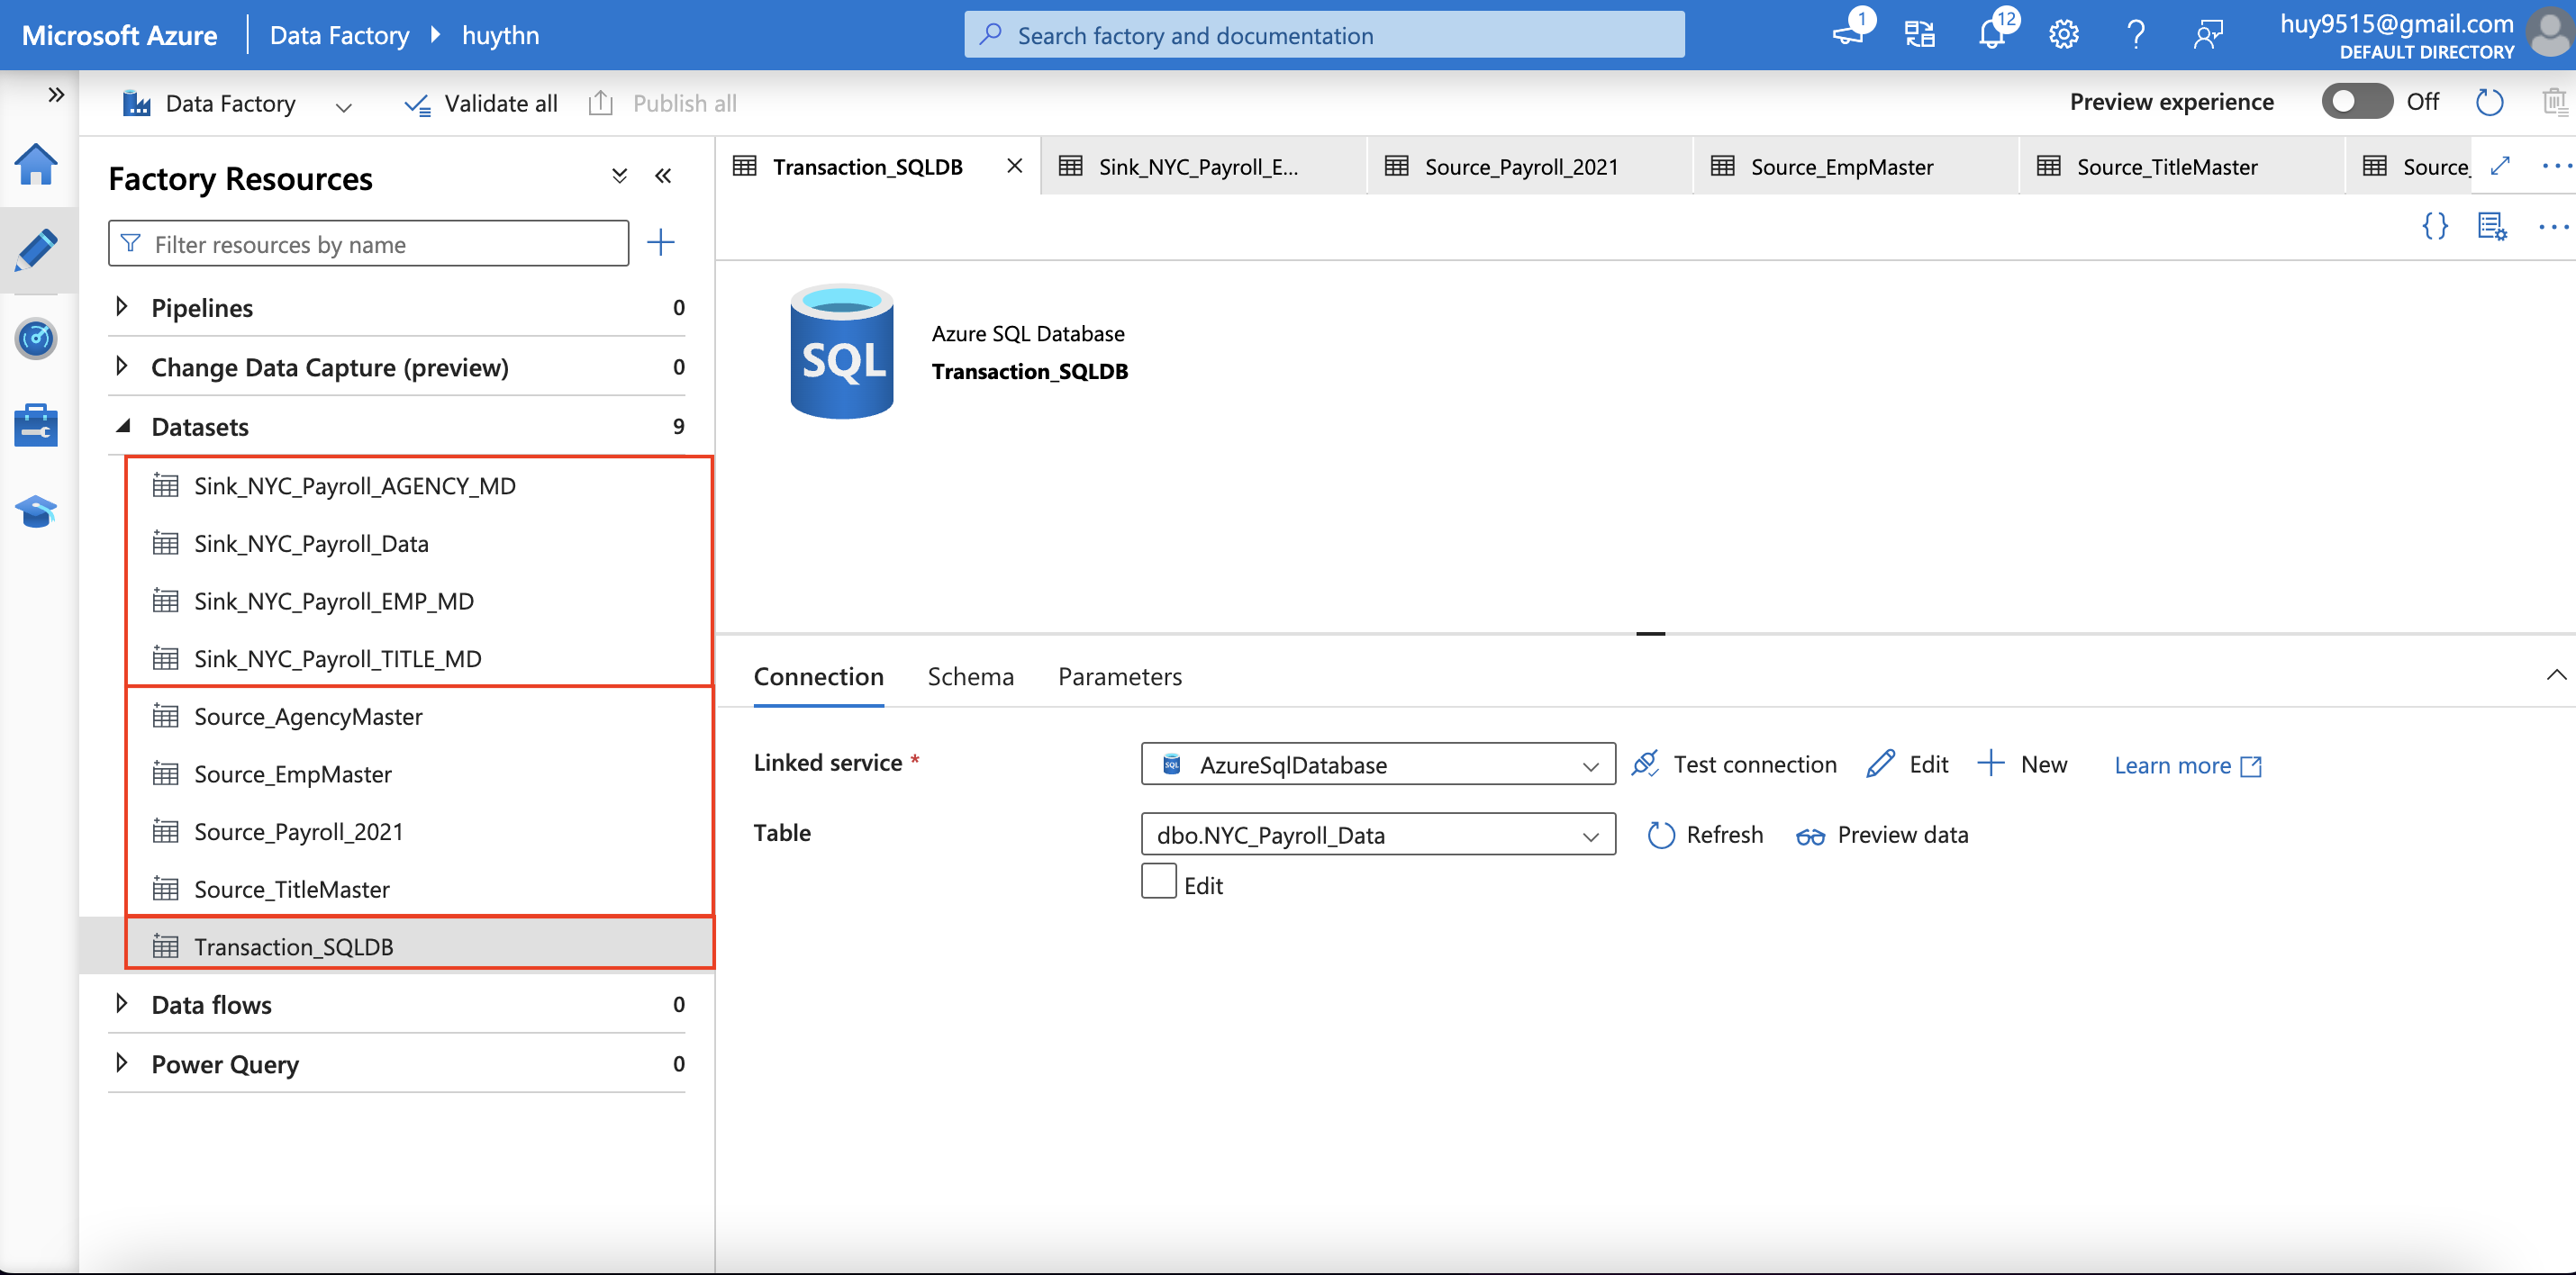 Microsoft Azure
Data Factory
huythn
Search factory and documentation
1
12
huy9515@gmail.com
DEFAULT DIRECTORY
Data Factory
Validate all
Publish all
Preview experience
Off
Factory Resources
Filter resources by name
Pipelines 0
Change Data Capture (preview) 0
Datasets 9
Sink_NYC_Payroll_AGENCY_MD
Sink_NYC_Payroll_Data
Sink_NYC_Payroll_EMP_MD
Sink_NYC_Payroll_TITLE_MD
Source_AgencyMaster
Source_EmpMaster
Source_Payroll_2021
Source_TitleMaster
Transaction_SQLDB
Data flows 0
Power Query 0
Transaction_SQLDB
Sink_NYC_Payroll_E...
Source_Payroll_2021
Source_EmpMaster
Source_TitleMaster
Source_
SQL
Azure SQL Database
Transaction_SQLDB
Connection
Schema
Parameters
Linked service *
SQL
AzureSqlDatabase
Test connection
Edit
New
Learn more
Table
dbo.NYC_Payroll_Data
Refresh
Preview data
Edit